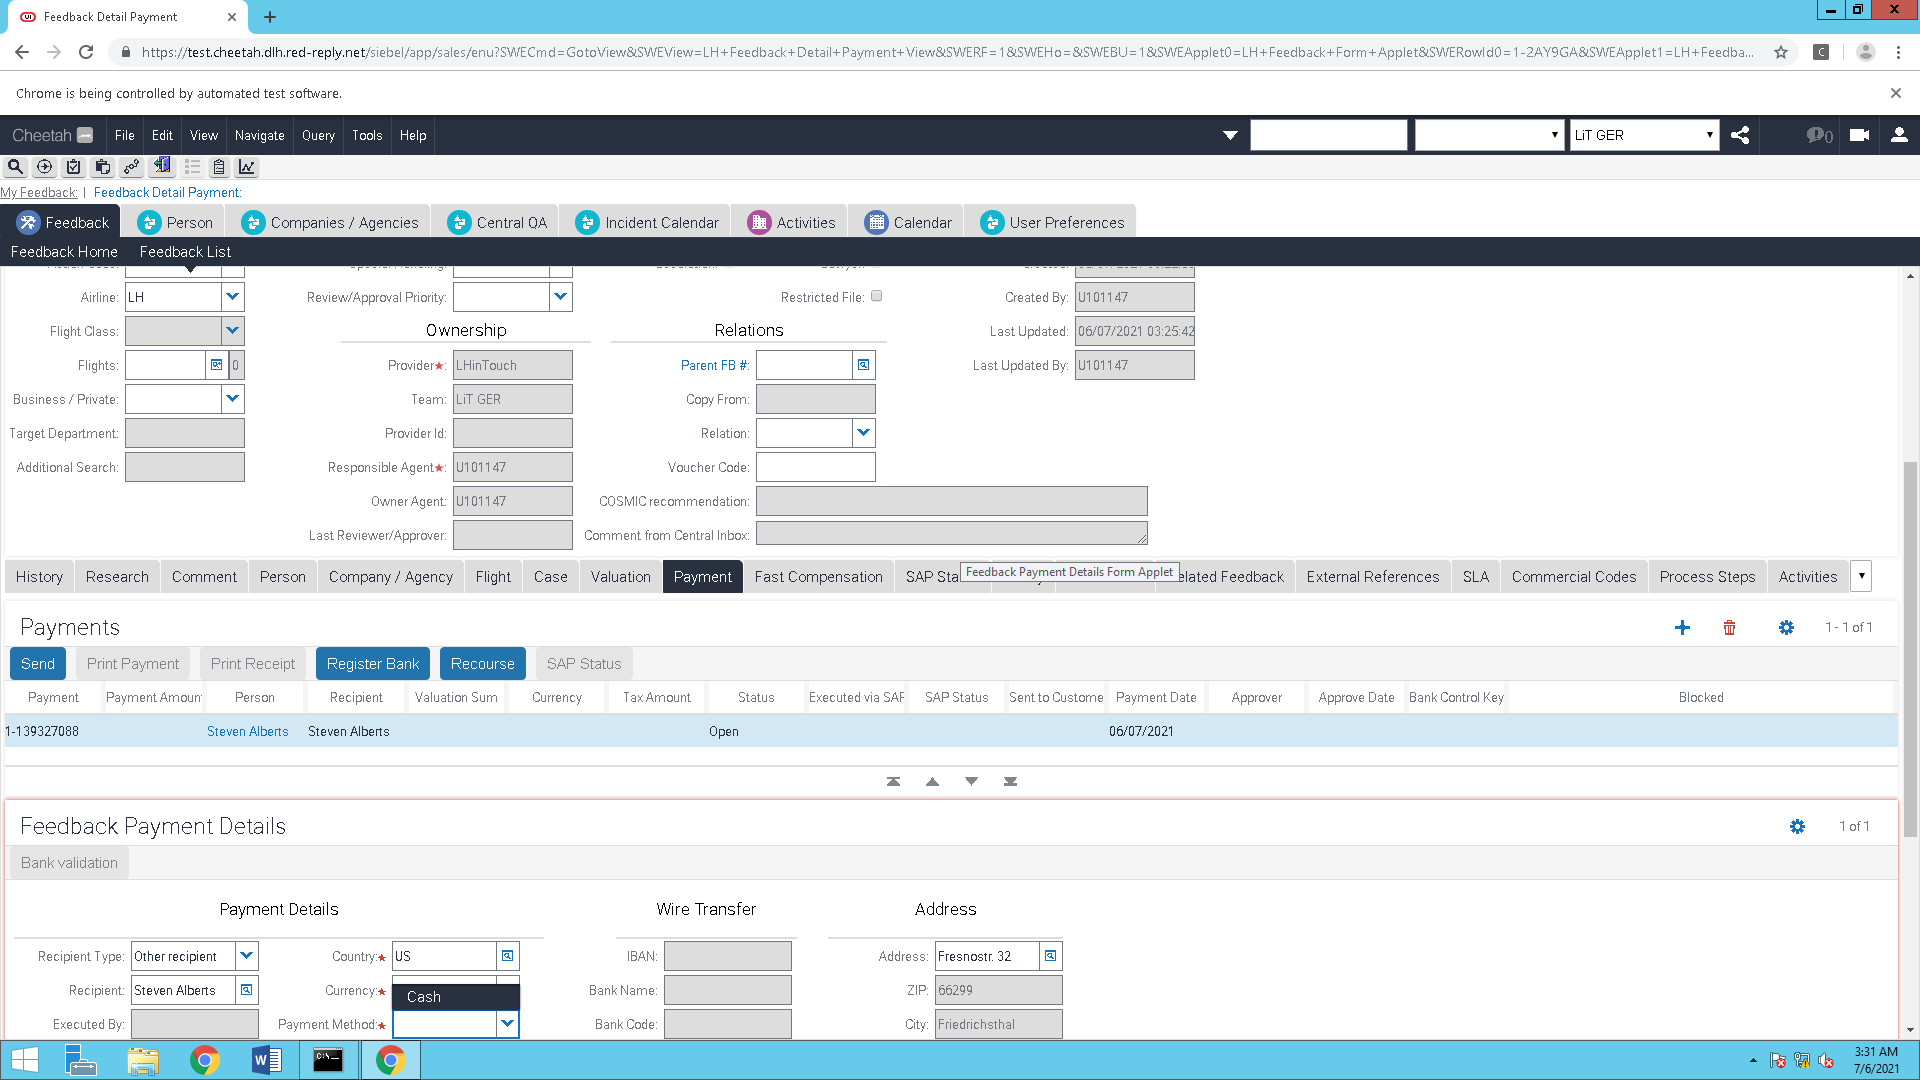 Feedback Detail Payment
https://test.cheetah.dlh.red-reply.net/siebel/app/sales/enu?SWECmd=GotoView&SWEView=LH+Feedback+Detail+Payment+View&SWERF=1&SWEHo=&SWEBU=1&SWEApplet0=LH+Feedback+Form+Applet&SWERowId0=1-2AY9GA&SWEApplet1=LH+Feedba...
Chrome is being controlled by automated test software.
Cheetah File Edit View Navigate Query Tools Help LiT GER 0
My Feedback: | Feedback Detail Payment:
Feedback Person Companies / Agencies Central QA Incident Calendar Activities Calendar User Preferences
Feedback Home Feedback List
Airline: LH Review/Approval Priority: Restricted File: Created By: U101147
Flight Class: Ownership Relations Last Updated: 06/07/2021 03:25:42
Flights: 0 Provider*: LHinTouch Parent FB #: Last Updated By: U101147
Business / Private: Team: LiT GER Copy From:
Target Department: Provider Id: Relation:
Additional Search: Responsible Agent*: U101147 Voucher Code:
Owner Agent: U101147 COSMIC recommendation:
Last Reviewer/Approver: Comment from Central Inbox:
History Research Comment Person Company / Agency Flight Case Valuation Payment Fast Compensation SAP Sta Feedback Payment Details Form Applet elated Feedback External References SLA Commercial Codes Process Steps Activities
Payments 1 - 1 of 1
Send Print Payment Print Receipt Register Bank Recourse SAP Status
Payment Payment Amoun Person Recipient Valuation Sum Currency Tax Amount Status Executed via SAP SAP Status Sent to Custome Payment Date Approver Approve Date Bank Control Key Blocked
1-139327088 Steven Alberts Steven Alberts Open 06/07/2021
Feedback Payment Details 1 of 1
Bank validation
Payment Details Wire Transfer Address
Recipient Type: Other recipient Country:* US IBAN: Address: Fresnostr. 32
Recipient: Steven Alberts Currency:* Cash Bank Name: ZIP: 66299
Executed By: Payment Method:* Bank Code: City: Friedrichsthal
3:31 AM
7/6/2021